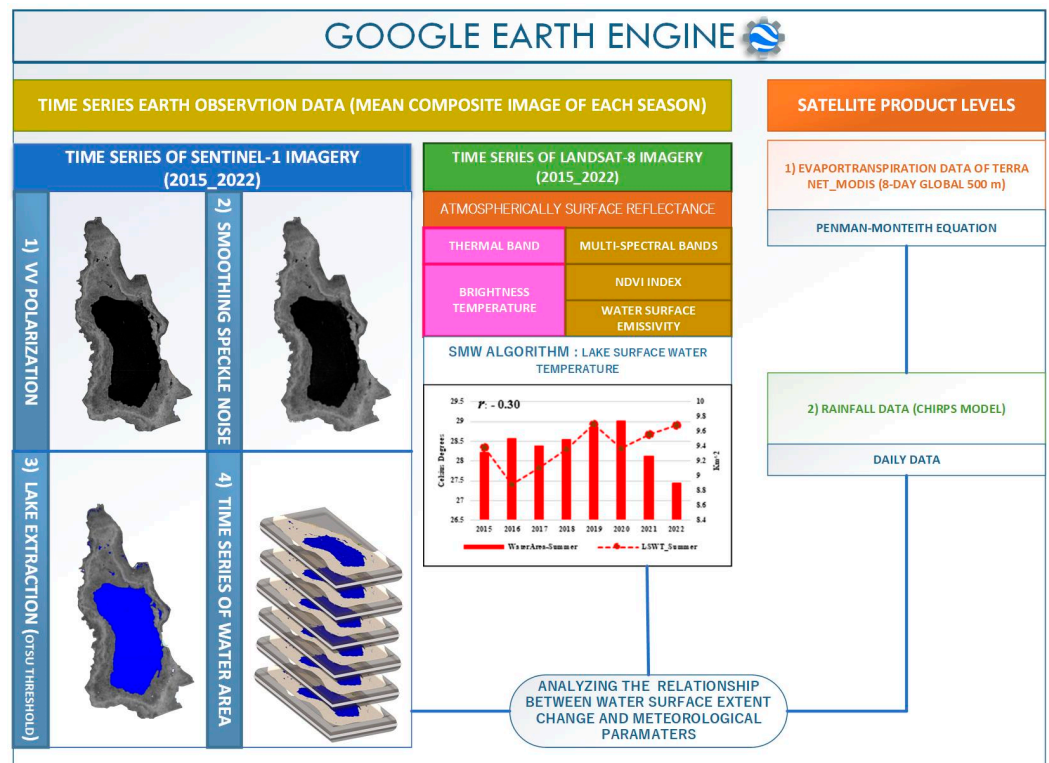 GOOGLE EARTH ENGINE
TIME SERIES EARTH OBSERVTION DATA (MEAN COMPOSITE IMAGE OF EACH SEASON)
SATELLITE PRODUCT LEVELS
TIME SERIES OF SENTINEL-1 IMAGERY
(2015_2022)
1) VV POLARIZATION
2) SMOOTHING SPECKLE NOISE
3) LAKE EXTRACTION (OTSU THRESHOLD)
4) TIME SERIES OF WATER AREA
TIME SERIES OF LANDSAT-8 IMAGERY
(2015_2022)
ATMOSPHERICALLY SURFACE REFLECTANCE
THERMAL BAND
MULTI-SPECTRAL BANDS
BRIGHTNESS
TEMPERATURE
NDVI INDEX
WATER SURFACE
EMISSIVITY
SMW ALGORITHM : LAKE SURFACE WATER
TEMPERATURE
r: - 0.30
Celsius Degrees
29.5
29
28.5
28
27.5
27
26.5
10
9.8
9.6
9.4
9.2
9
8.8
8.6
8.4
Km^2
2015 2016 2017 2018 2019 2020 2021 2022
WaterArea-Summer LSWT_Summer
1) EVAPORTRANSPIRATION DATA OF TERRA
NET_MODIS (8-DAY GLOBAL 500 m)
PENMAN-MONTEITH EQUATION
2) RAINFALL DATA (CHIRPS MODEL)
DAILY DATA
ANALYZING THE RELATIONSHIP
BETWEEN WATER SURFACE EXTENT
CHANGE AND METEOROLOGICAL
PARAMATERS